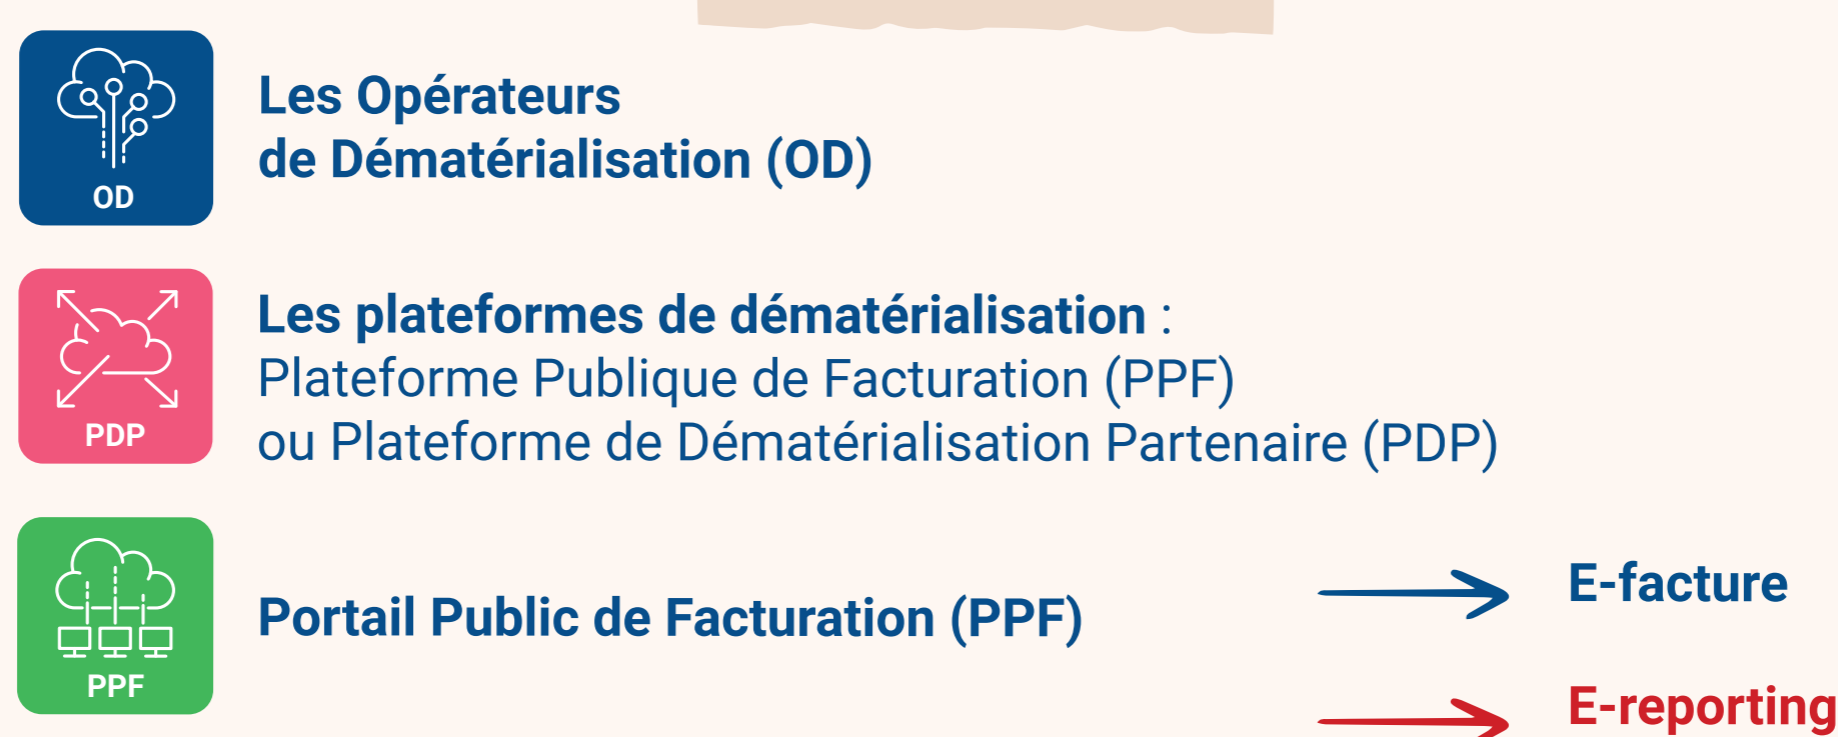 OD
Les Opérateurs
de Dématérialisation (OD)
PDP
Les plateformes de dématérialisation :
Plateforme Publique de Facturation (PPF)
ou Plateforme de Dématérialisation Partenaire (PDP)
PPF
Portail Public de Facturation (PPF)
E-facture
E-reporting